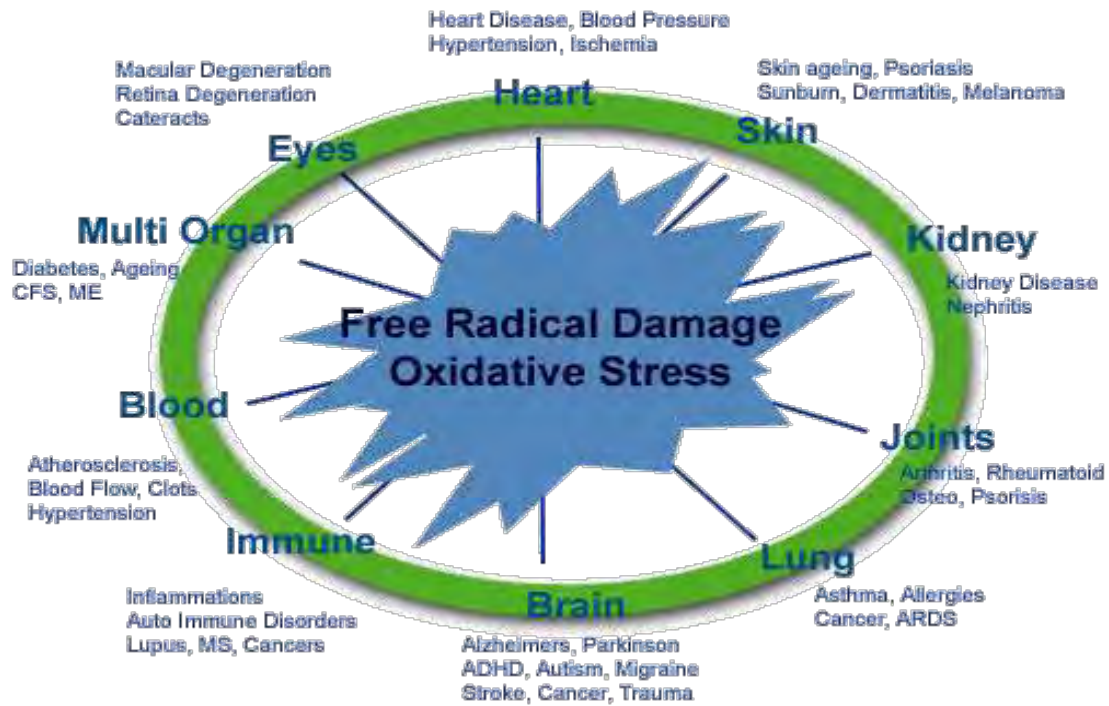 Heart Disease, Blood Pressure
Hypertension, Ischemia
Heart
Skin ageing, Psoriasis
Sunburn, Dermatitis, Melanoma
Skin
Macular Degeneration
Retina Degeneration
Cateracts
Eyes
Multi Organ
Diabetes, Ageing
CFS, ME
Kidney
Kidney Disease
Nephritis
Free Radical Damage
Oxidative Stress
Blood
Atherosclerosis,
Blood Flow, Clots
Hypertension
Joints
Arthritis, Rheumatoid
Osteo, Psorisis
Immune
Inflammations
Auto Immune Disorders
Lupus, MS, Cancers
Lung
Asthma, Allergies
Cancer, ARDS
Brain
Alzheimers, Parkinson
ADHD, Autism, Migraine
Stroke, Cancer, Trauma